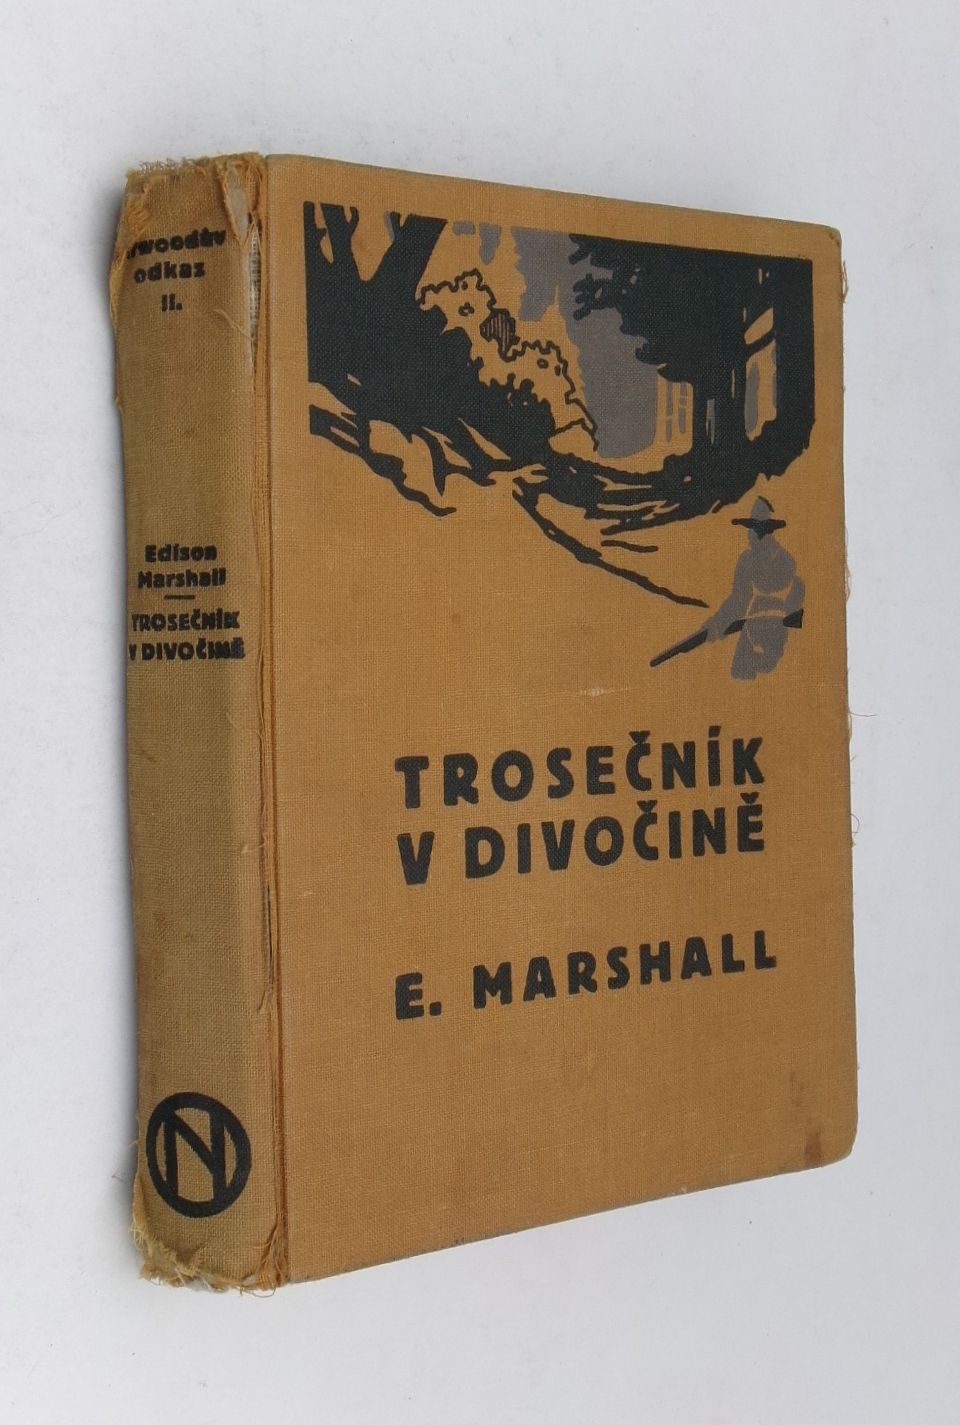 odkaz
II.
Edison
Marshall
TROSEČNÍK
V DIVOČINĚ
N
TROSEČNÍK
V DIVOČINĚ
E. MARSHALL